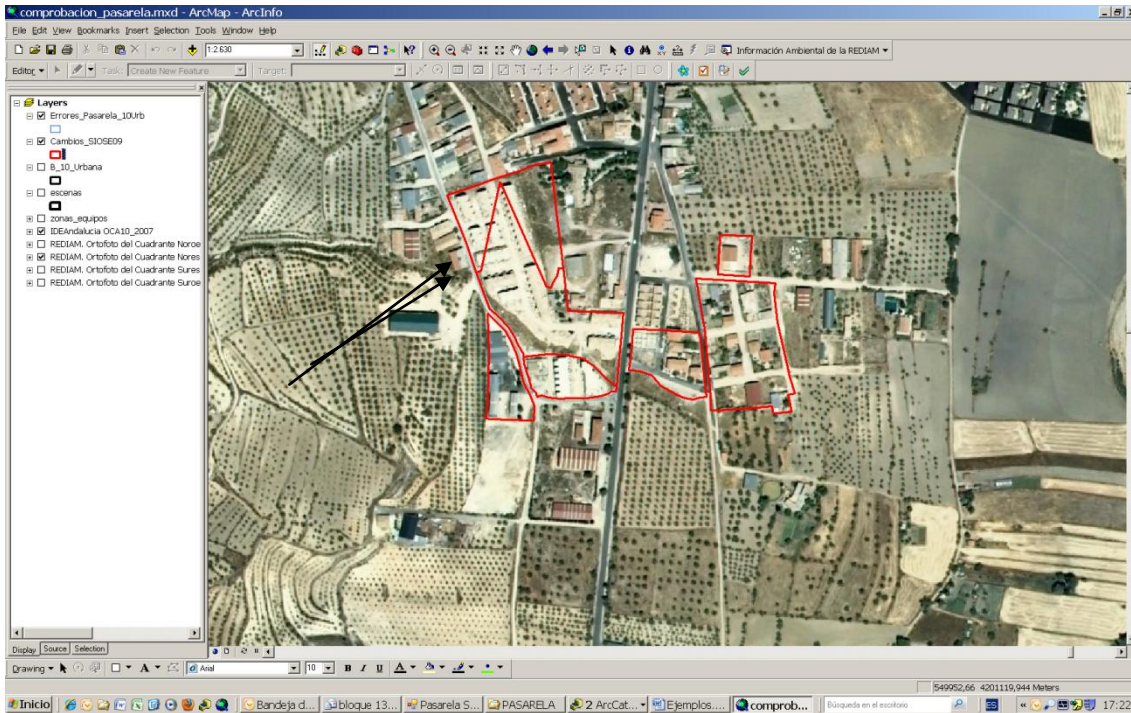 comprobacion_pasarela.mxd - ArcMap - ArcInfo
File Edit View Bookmarks Insert Selection Tools Window Help
1:2.630
Información Ambiental de la REDIAM
Editor Task: Create New Feature Target:
Layers
Errores_Pasarela_10Urb
Cambios_SIOSE09
B_10_Urbana
escenas
zonas_equipos
IDEAndalucia OCA10_2007
REDIAM. Ortofoto del Cuadrante Noroe
REDIAM. Ortofoto del Cuadrante Nores
REDIAM. Ortofoto del Cuadrante Sures
REDIAM. Ortofoto del Cuadrante Suroe
Display Source Selection
Drawing A Arial 10 B I U A
549952,66 4201119,944 Meters
Inicio Bandeja d... bloque 13... Pasarela S... PASARELA 2 ArcCat... Ejemplos.... comprob... Búsqueda en el escritorio ES 17:22